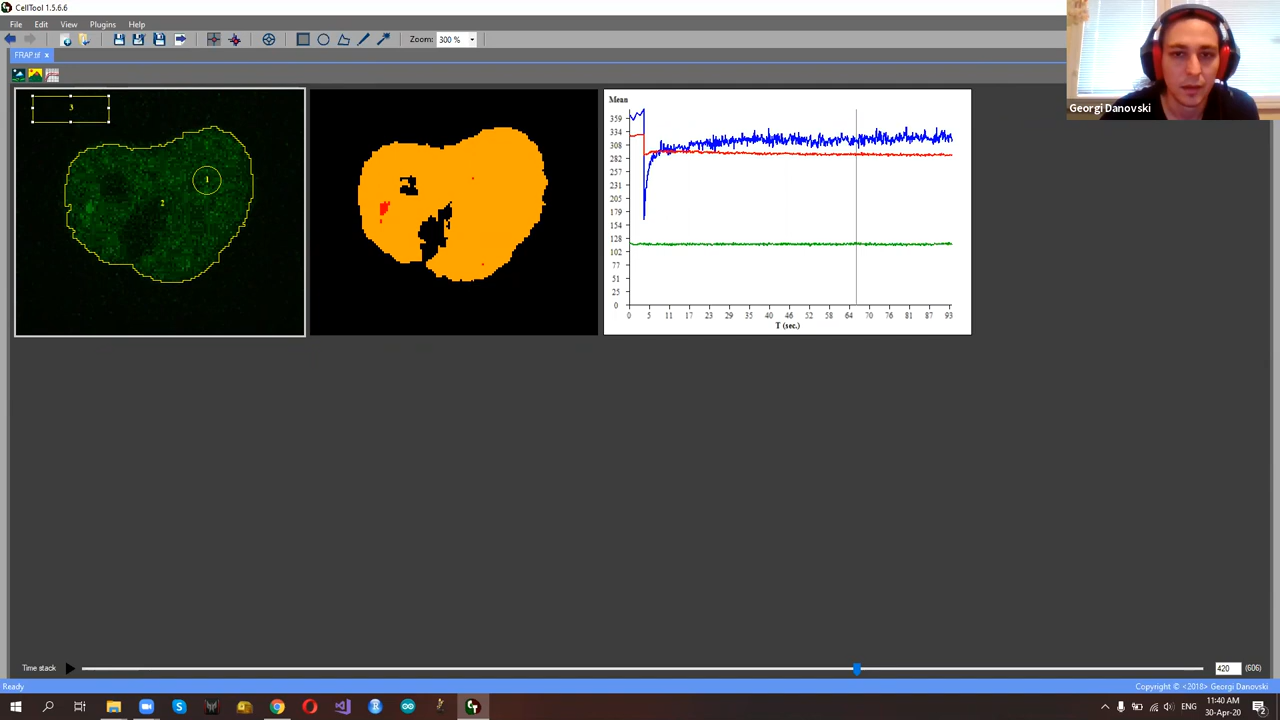 CellTool 1.5.6.6
File Edit View Plugins Help
Zoom: 300 %
FRAP.tif x
3
1
2
Mean
359
334
308
282
257
231
205
179
154
128
102
77
51
25
0
0 5 11 17 23 29 35 40 46 52 58 64 70 76 81 87 93
T (sec.)
Georgi Danovski
Time stack
420 (606)
Ready
Copyright © <2018> Georgi Danovski
11:40 AM
30-Apr-20
2